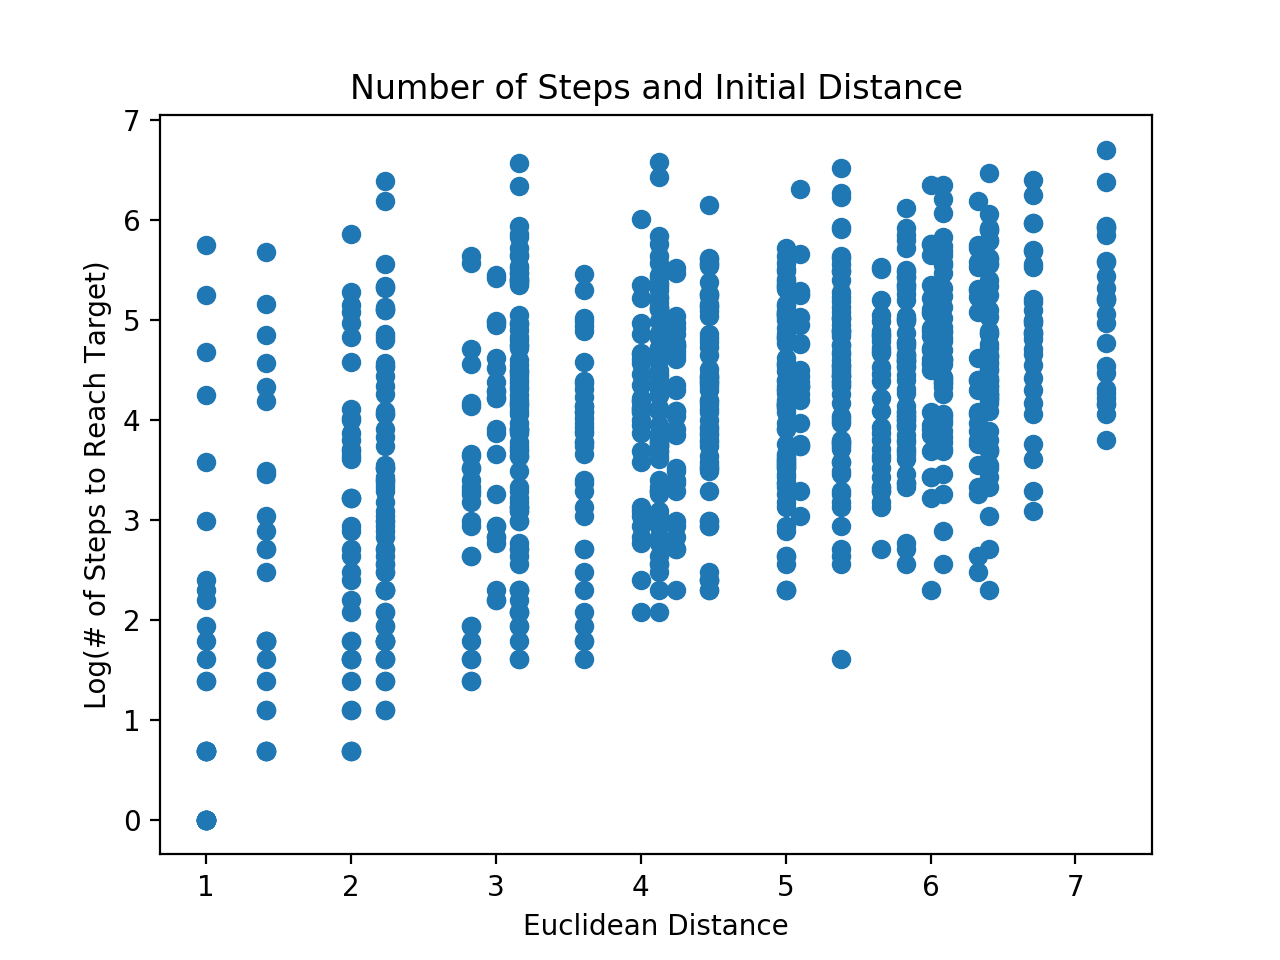 Number of Steps and Initial Distance
7
6
5
4
3
2
1
0
Log(# of Steps to Reach Target)
1 2 3 4 5 6 7
Euclidean Distance